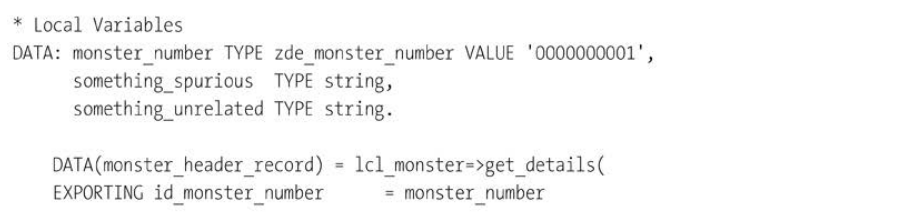 * Local Variables
DATA: monster_number TYPE zde_monster_number VALUE '0000000001',
something_spurious TYPE string,
something_unrelated TYPE string.
DATA(monster_header_record) = lcl_monster=>get_details(
EXPORTING id_monster_number = monster_number